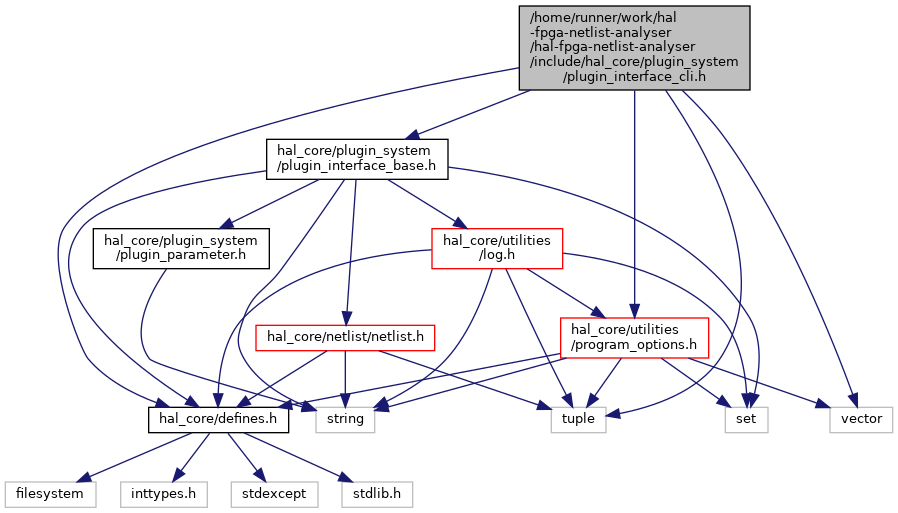 /home/runner/work/hal
-fpga-netlist-analyser
/hal-fpga-netlist-analyser
/include/hal_core/plugin_system
/plugin_interface_cli.h
hal_core/plugin_system
/plugin_interface_base.h
hal_core/plugin_system
/plugin_parameter.h
hal_core/utilities
/log.h
hal_core/netlist/netlist.h
hal_core/utilities
/program_options.h
hal_core/defines.h
string
tuple
set
vector
filesystem
inttypes.h
stdexcept
stdlib.h